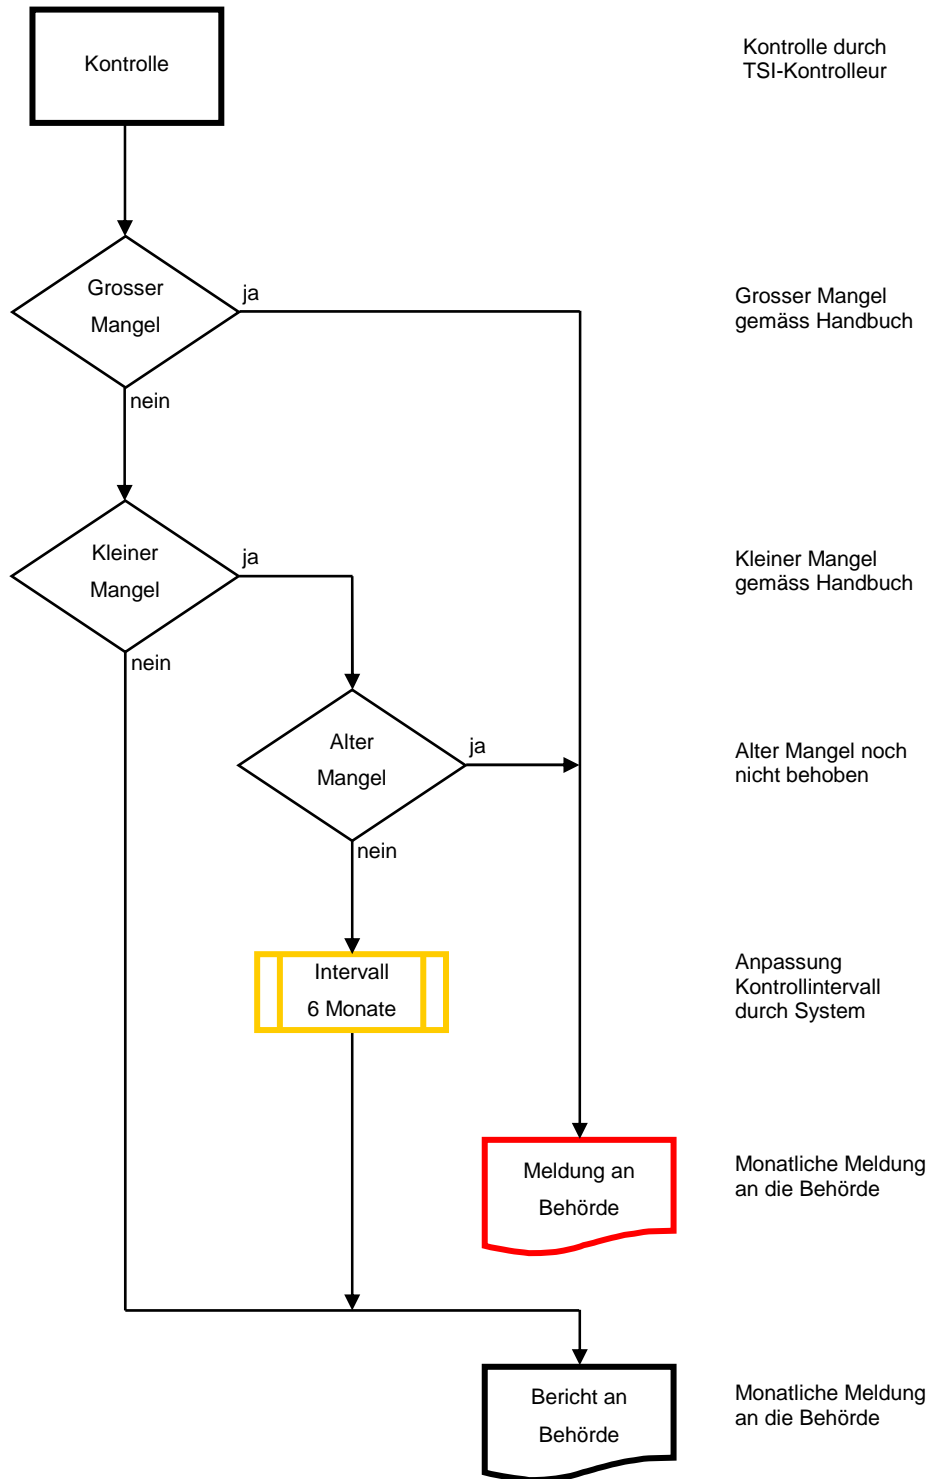 Kontrolle
Kontrolle durch
TSI-Kontrolleur
Grosser
Mangel
ja
nein
Grosser Mangel
gemäss Handbuch
Kleiner
Mangel
ja
nein
Kleiner Mangel
gemäss Handbuch
Alter
Mangel
ja
nein
Alter Mangel noch
nicht behoben
Intervall
6 Monate
Anpassung
Kontrollintervall
durch System
Meldung an
Behörde
Monatliche Meldung
an die Behörde
Bericht an
Behörde
Monatliche Meldung
an die Behörde